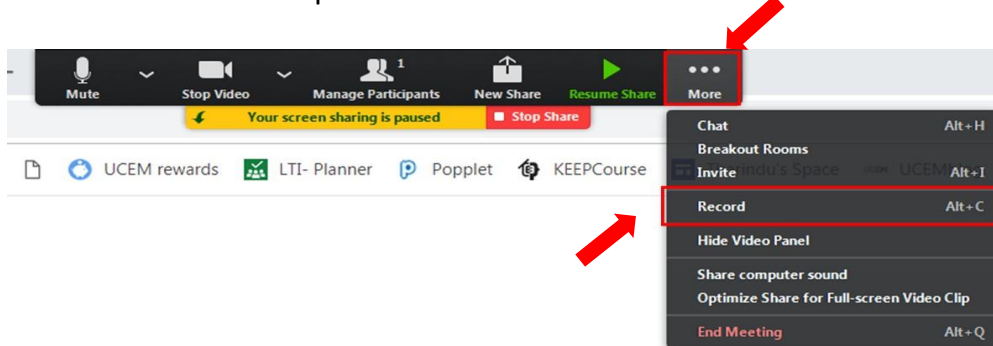 1
Mute Stop Video Manage Participants New Share Resume Share More
Your screen sharing is paused Stop Share
Chat Alt+H
Breakout Rooms
UCEM rewards LTI- Planner Popplet KEEPCourse Invite Alt+I
Record Alt+C
Hide Video Panel
Share computer sound
Optimize Share for Full-screen Video Clip
End Meeting Alt+Q